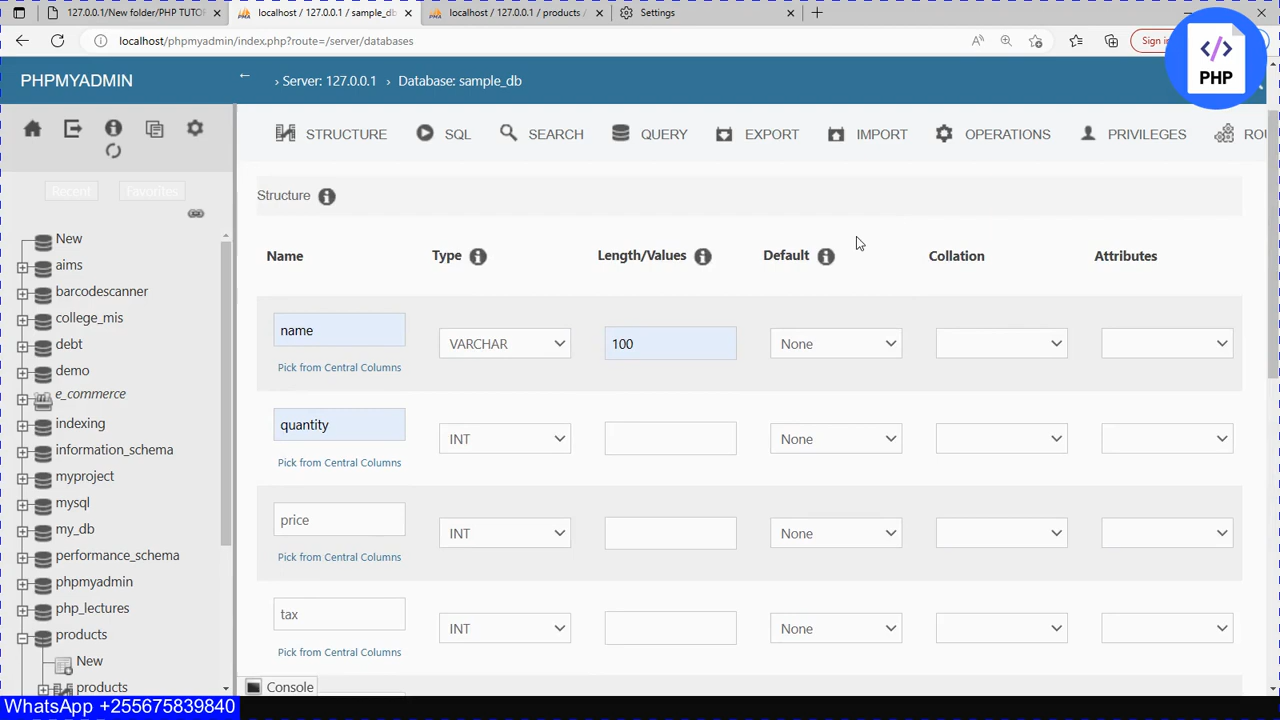 127.0.0.1/New folder/PHP TUTOR
localhost / 127.0.0.1 / sample_db
localhost / 127.0.0.1 / products /
Settings
localhost/phpmyadmin/index.php?route=/server/databases
Sign in
</>
PHP
PHPMYADMIN
› Server: 127.0.0.1 › Database: sample_db
STRUCTURE SQL SEARCH QUERY EXPORT IMPORT OPERATIONS PRIVILEGES ROU
Recent Favorites
Structure
Name Type Length/Values Default Collation Attributes
name VARCHAR 100 None
Pick from Central Columns
quantity INT None
Pick from Central Columns
price INT None
Pick from Central Columns
tax INT None
Pick from Central Columns
New
aims
barcodescanner
college_mis
debt
demo
e_commerce
indexing
information_schema
myproject
mysql
my_db
performance_schema
phpmyadmin
php_lectures
products
New
products
Console
WhatsApp +255675839840